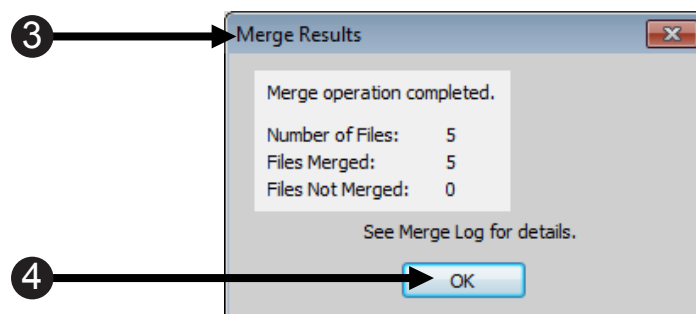 3 Merge Results
Merge operation completed.
Number of Files: 5
Files Merged: 5
Files Not Merged: 0
See Merge Log for details.
4 OK